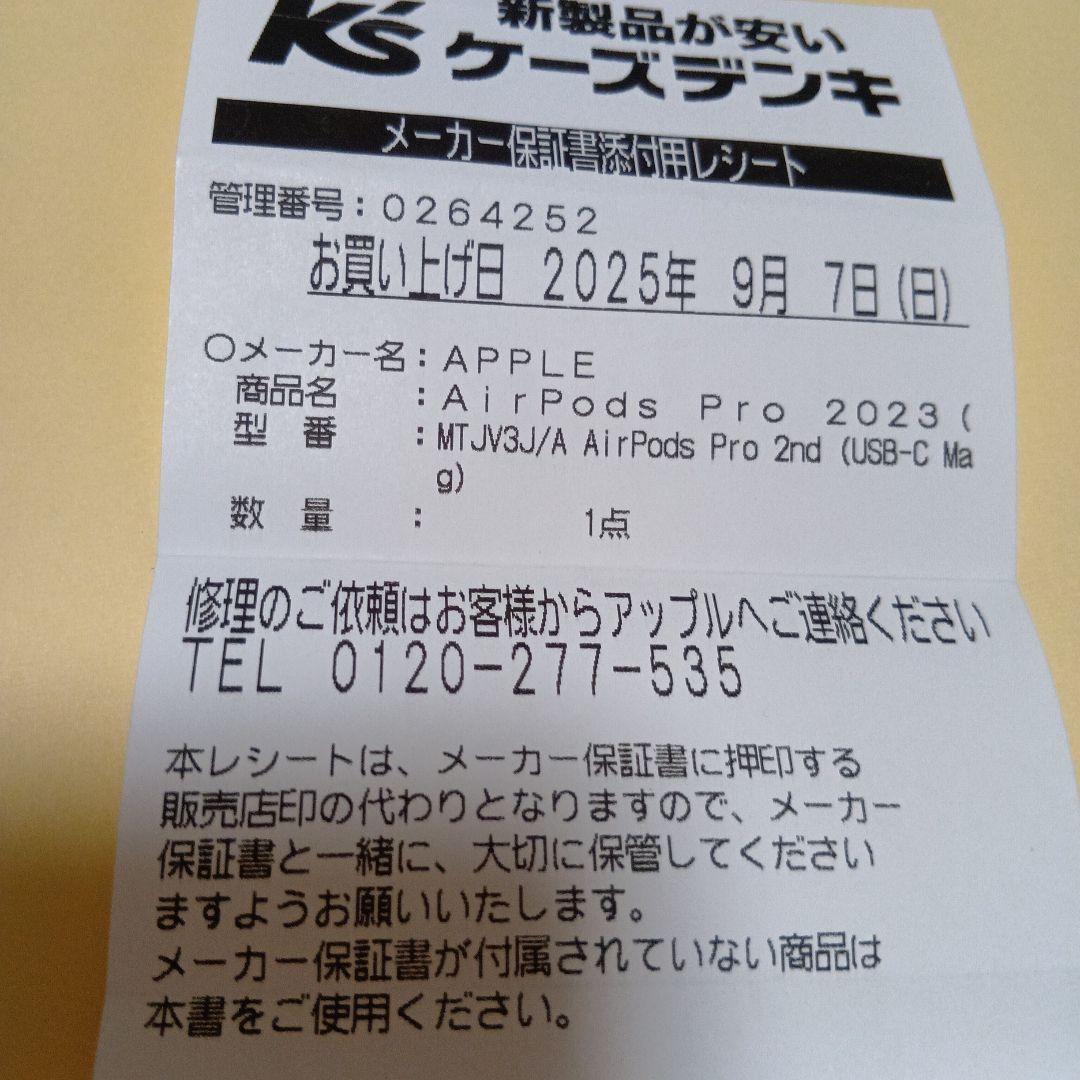 新製品が安い
K's ケーズデンキ
メーカー保証書添付用レシート
管理番号：0264252
お買い上げ日 2025年 9月 7日(日)
○メーカー名：APPLE
商品名 ：AirPods Pro 2023（
型 番 ：MTJV3J/A AirPods Pro 2nd (USB-C Ma
g)
数 量 ： 1点
修理のご依頼はお客様からアップルへご連絡ください
TEL 0120-277-535
本レシートは、メーカー保証書に押印する
販売店印の代わりとなりますので、メーカー
保証書と一緒に、大切に保管してください
ますようお願いいたします。
メーカー保証書が付属されていない商品は
本書をご使用ください。